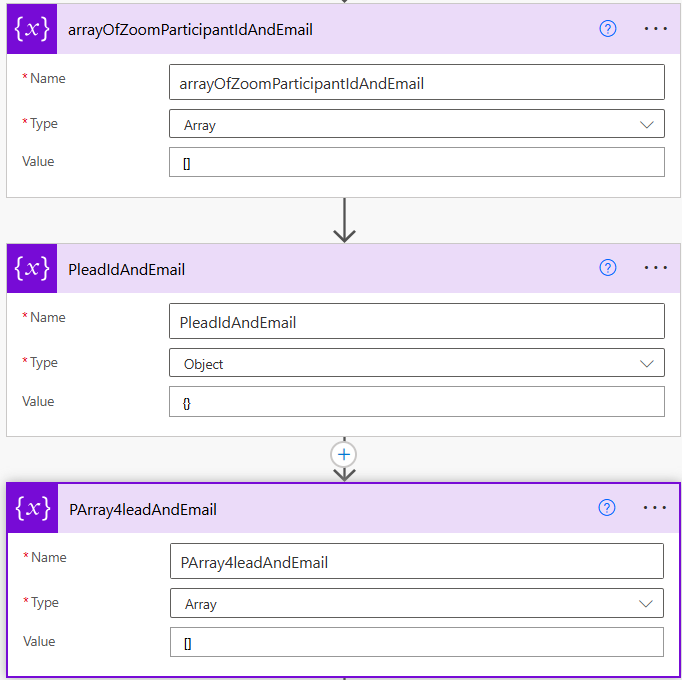 {x} arrayOfZoomParticipantIdAndEmail ? ...
* Name arrayOfZoomParticipantIdAndEmail
* Type Array
Value []
{x} PleadIdAndEmail ? ...
* Name PleadIdAndEmail
* Type Object
Value {}
+
{x} PArray4leadAndEmail ? ...
* Name PArray4leadAndEmail
* Type Array
Value []